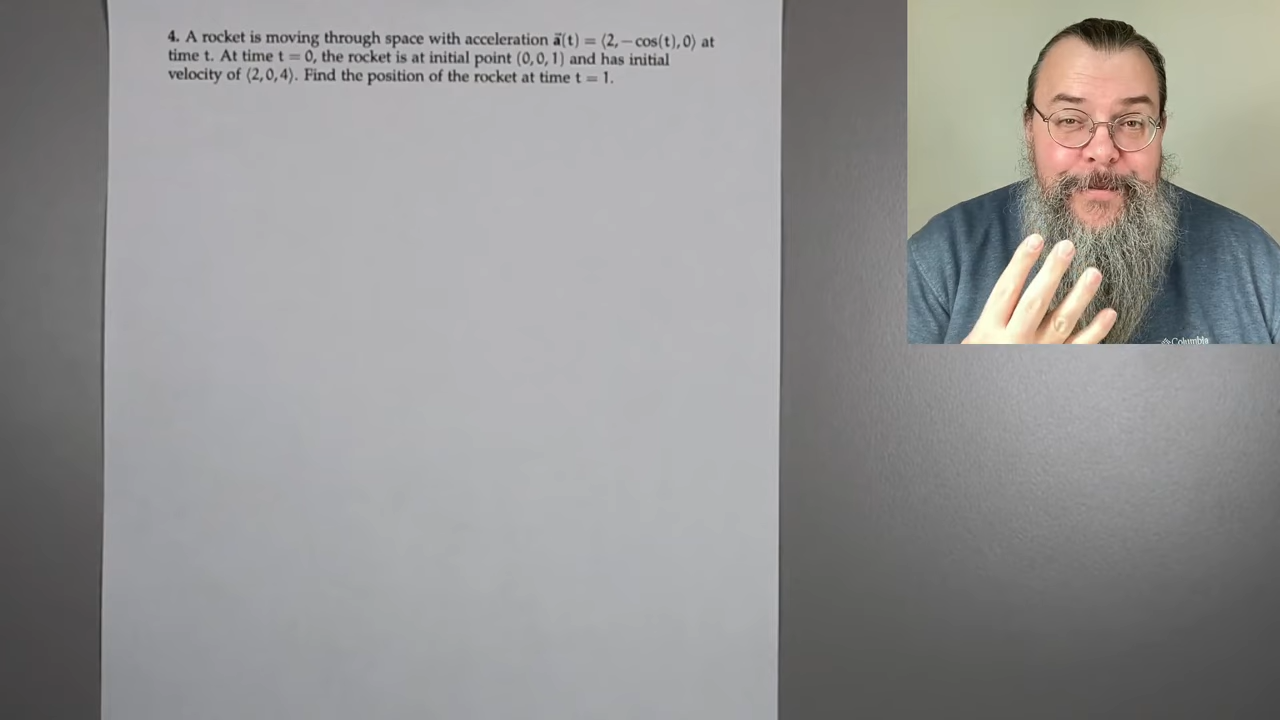 4. A rocket is moving through space with acceleration a⃗(t) = ⟨2, − cos(t), 0⟩ at
time t. At time t = 0, the rocket is at initial point (0, 0, 1) and has initial
velocity of ⟨2, 0, 4⟩. Find the position of the rocket at time t = 1.
Columbia